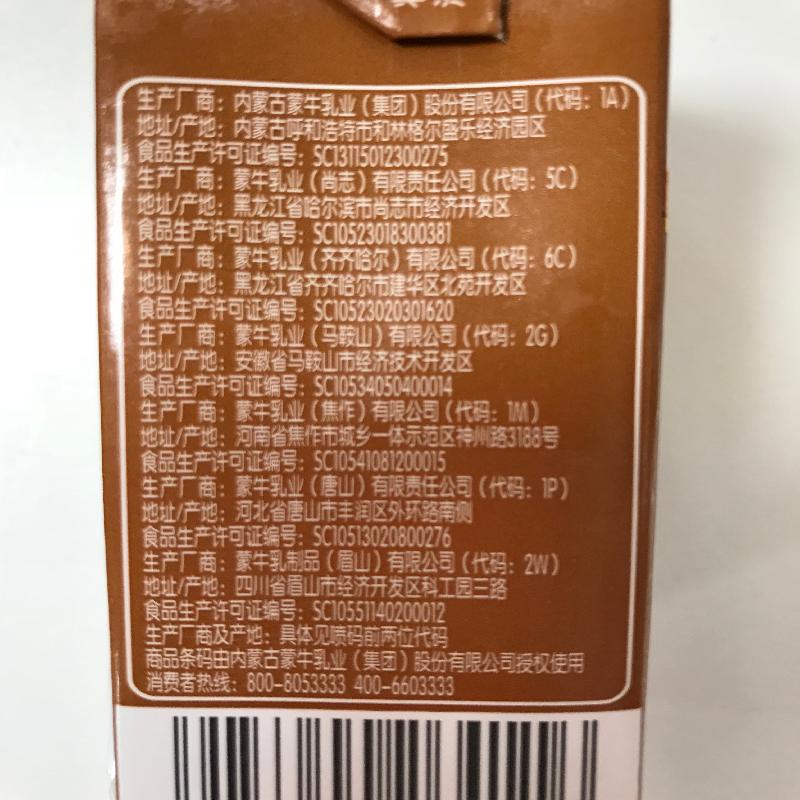 生产厂商：内蒙古蒙牛乳业（集团）股份有限公司（代码：1A）
地址/产地：内蒙古呼和浩特市和林格尔盛乐经济园区
食品生产许可证编号：SC13115012300275
生产厂商：蒙牛乳业（尚志）有限责任公司（代码：5C）
地址/产地：黑龙江省哈尔滨市尚志市经济开发区
食品生产许可证编号：SC10523018300381
生产厂商：蒙牛乳业（齐齐哈尔）有限公司（代码：6C）
地址/产地：黑龙江省齐齐哈尔市建华区北苑开发区
食品生产许可证编号：SC10523020301620
生产厂商：蒙牛乳业（马鞍山）有限公司（代码：2G）
地址/产地：安徽省马鞍山市经济技术开发区
食品生产许可证编号：SC10534050400014
生产厂商：蒙牛乳业（焦作）有限公司（代码：1M）
地址/产地：河南省焦作市城乡一体示范区神州路3188号
食品生产许可证编号：SC10541081200015
生产厂商：蒙牛乳业（唐山）有限责任公司（代码：1P）
地址/产地：河北省唐山市丰润区外环路南侧
食品生产许可证编号：SC10513020800276
生产厂商：蒙牛乳制品（眉山）有限公司（代码：2W）
地址/产地：四川省眉山市经济开发区科工园三路
食品生产许可证编号：SC10551140200012
生产厂商及产地：具体见喷码前两位代码
商品条码由内蒙古蒙牛乳业（集团）股份有限公司授权使用
消费者热线：800-8053333 400-6603333